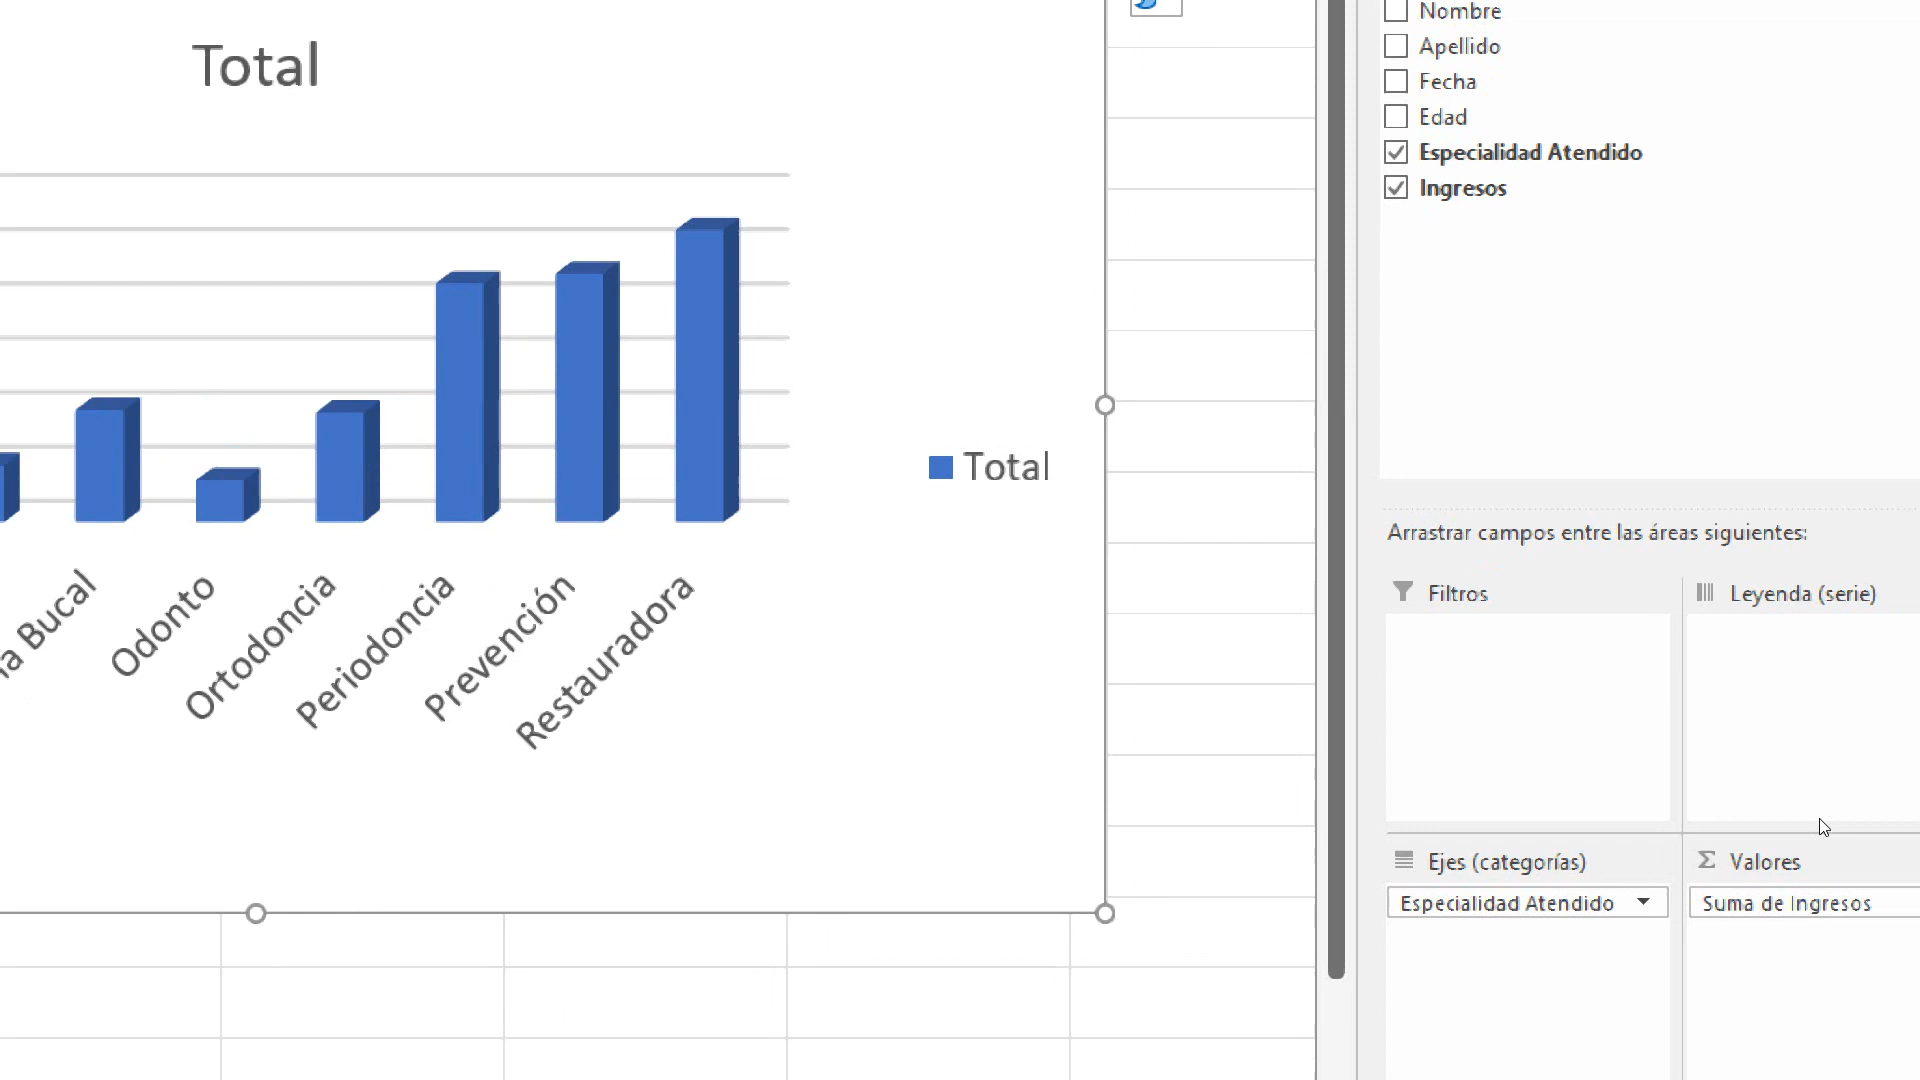 Total
Total
Bucal
Odonto
Ortodoncia
Periodoncia
Prevención
Restauradora
Nombre
Apellido
Fecha
Edad
Especialidad Atendido
Ingresos
Arrastrar campos entre las áreas siguientes:
Filtros
Leyenda (serie)
Ejes (categorías)
Σ Valores
Especialidad Atendido
Suma de Ingresos